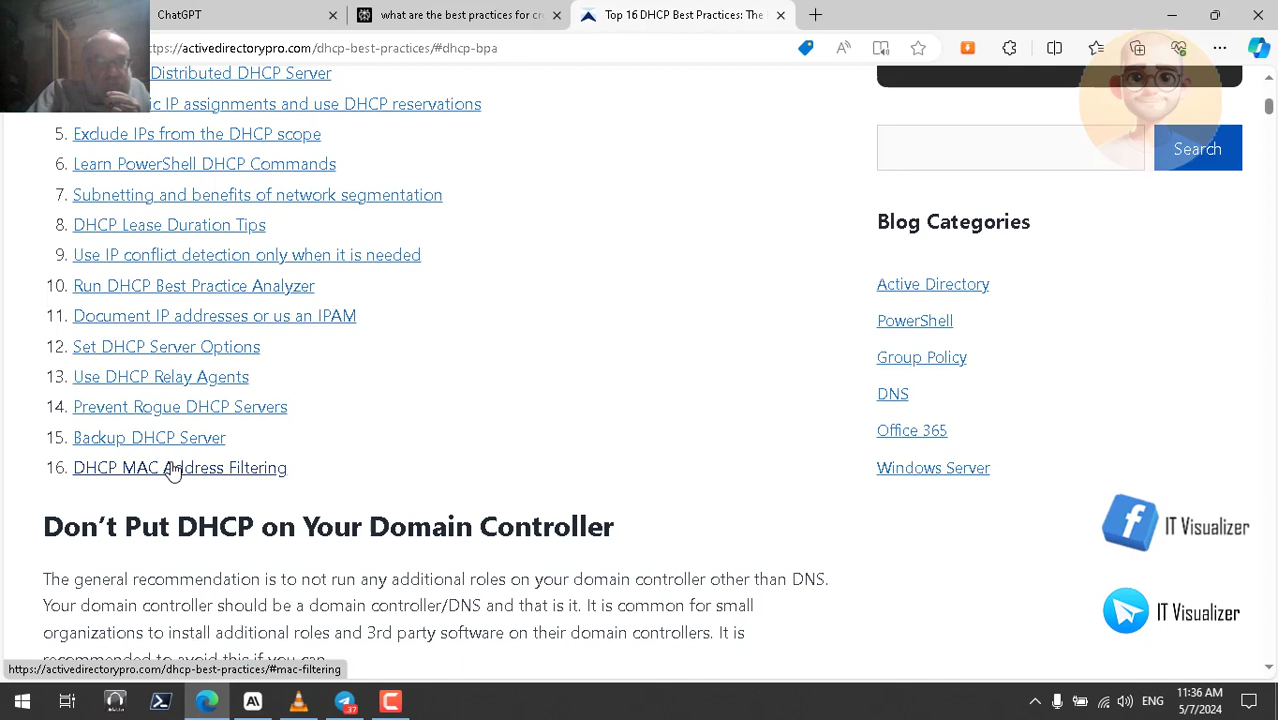 ChatGPT
what are the best practices for cr
Top 16 DHCP Best Practices: The
ttps://activedirectorypro.com/dhcp-best-practices/#dhcp-bpa
Distributed DHCP Server
ic IP assignments and use DHCP reservations
5. Exclude IPs from the DHCP scope
6. Learn PowerShell DHCP Commands
7. Subnetting and benefits of network segmentation
8. DHCP Lease Duration Tips
9. Use IP conflict detection only when it is needed
10. Run DHCP Best Practice Analyzer
11. Document IP addresses or us an IPAM
12. Set DHCP Server Options
13. Use DHCP Relay Agents
14. Prevent Rogue DHCP Servers
15. Backup DHCP Server
16. DHCP MAC Address Filtering
Don't Put DHCP on Your Domain Controller
The general recommendation is to not run any additional roles on your domain controller other than DNS.
Your domain controller should be a domain controller/DNS and that is it. It is common for small
organizations to install additional roles and 3rd party software on their domain controllers. It is
recommended to avoid this if you can.
Search
Blog Categories
Active Directory
PowerShell
Group Policy
DNS
Office 365
Windows Server
IT Visualizer
IT Visualizer
https://activedirectorypro.com/dhcp-best-practices/#mac-filtering
37
ENG
11:36 AM
5/7/2024